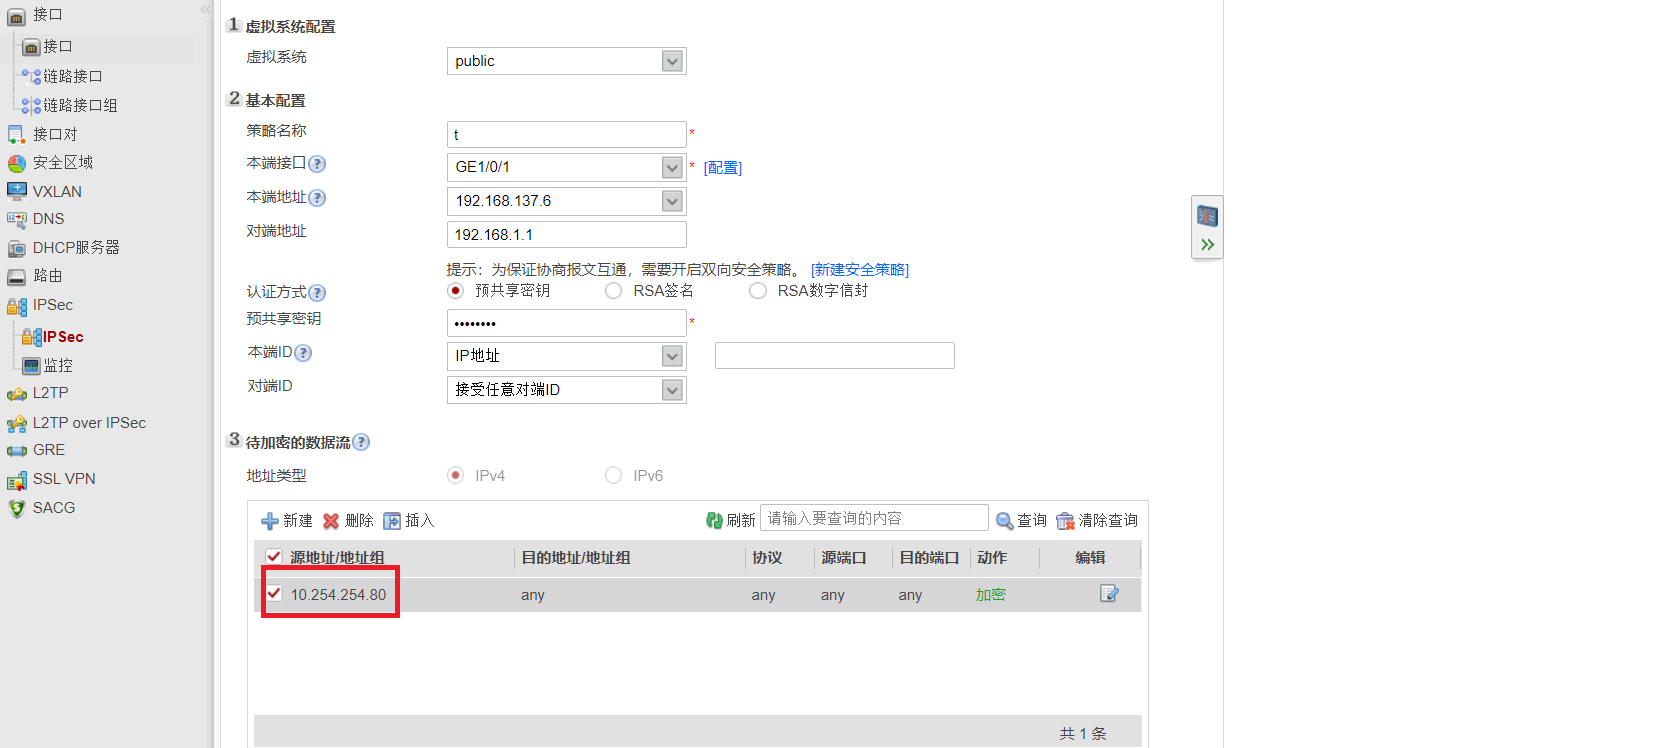 接口
接口
链路接口
链路接口组
接口对
安全区域
VXLAN
DNS
DHCP服务器
路由
IPSec
IPSec
监控
L2TP
L2TP over IPSec
GRE
SSL VPN
SACG
1 虚拟系统配置
虚拟系统 public
2 基本配置
策略名称 t *
本端接口 GE1/0/1 * [配置]
本端地址 192.168.137.6
对端地址 192.168.1.1
提示：为保证协商报文互通，需要开启双向安全策略。 [新建安全策略]
认证方式 预共享密钥 RSA签名 RSA数字信封
预共享密钥 •••••••• *
本端ID IP地址
对端ID 接受任意对端ID
3 待加密的数据流
地址类型 IPv4 IPv6
新建 删除 插入 刷新 请输入要查询的内容 查询 清除查询
源地址/地址组 目的地址/地址组 协议 源端口 目的端口 动作 编辑
10.254.254.80 any any any any 加密
共 1 条